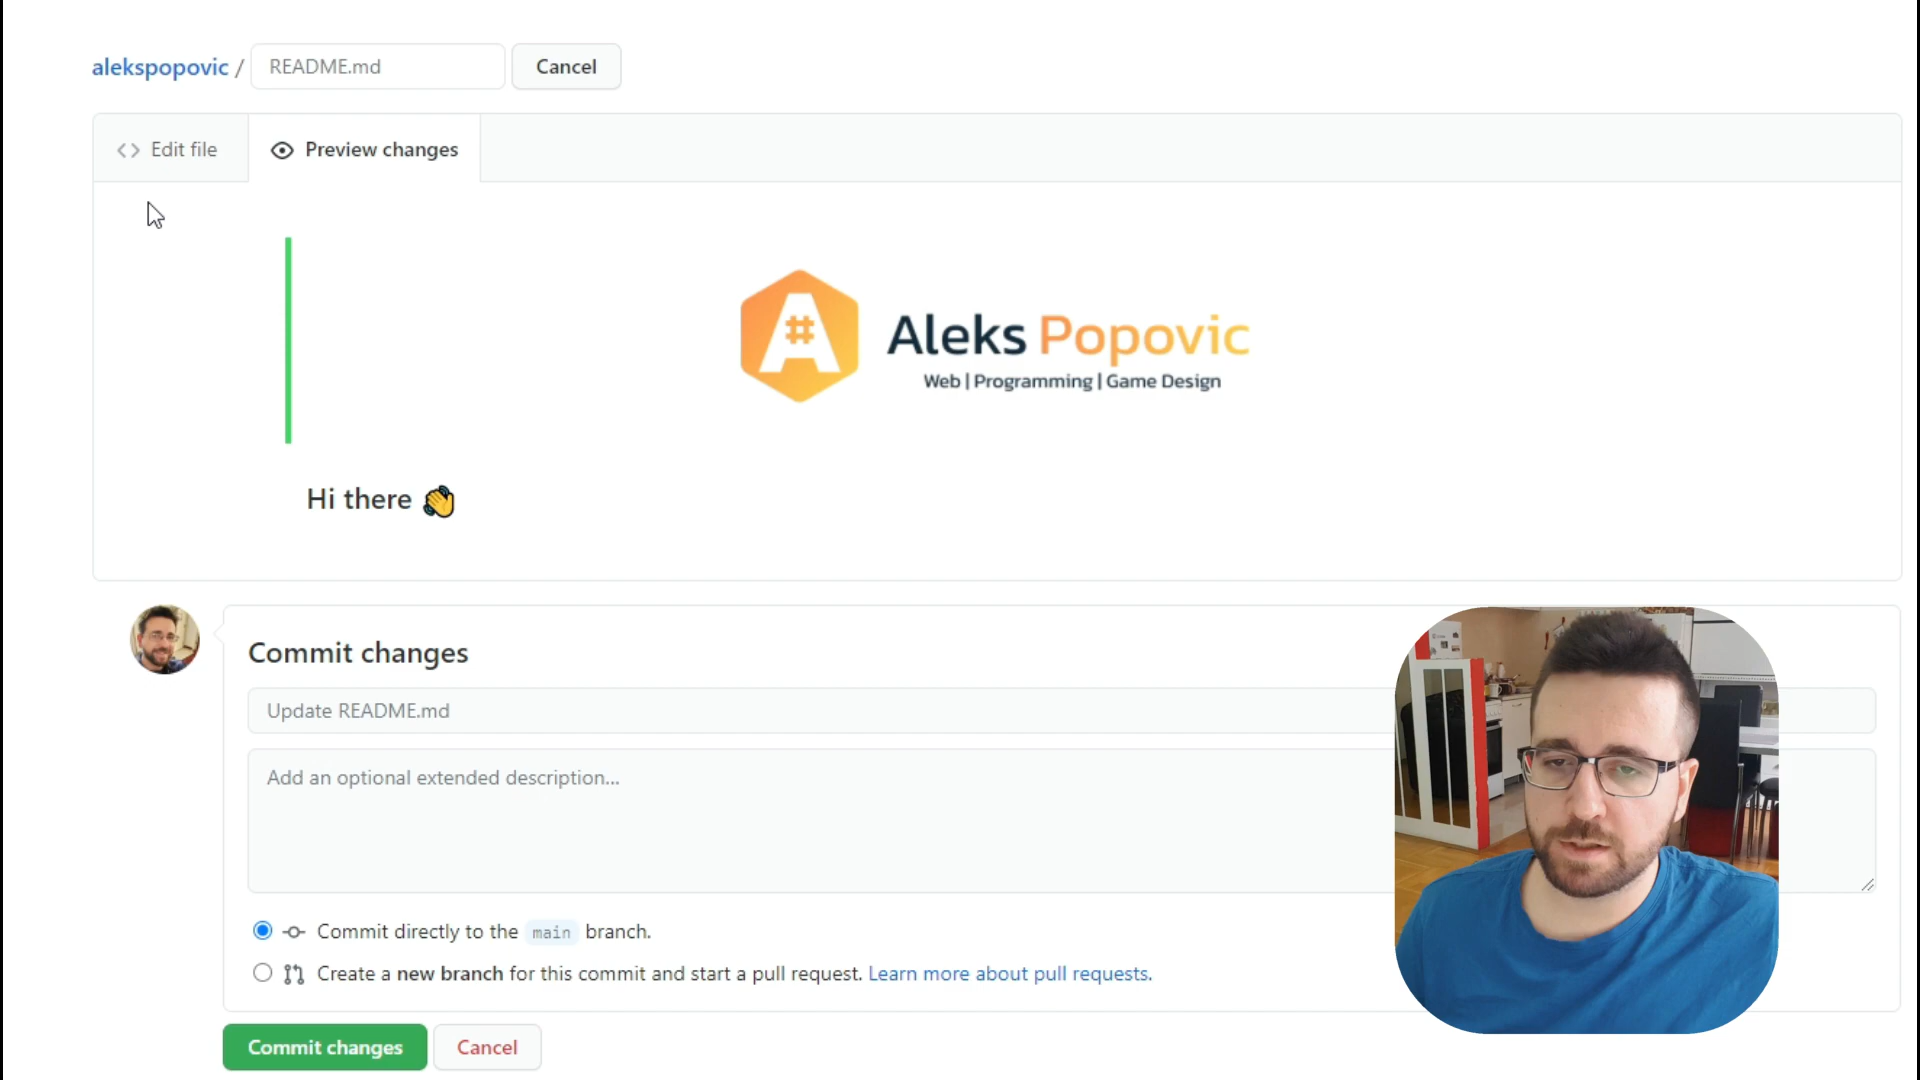 alekspopovic / README.md Cancel
Edit file Preview changes
A#
Aleks Popovic
Web | Programming | Game Design
Hi there 👋
Commit changes
Update README.md
Add an optional extended description...
Commit directly to the main branch.
Create a new branch for this commit and start a pull request. Learn more about pull requests.
Commit changes Cancel